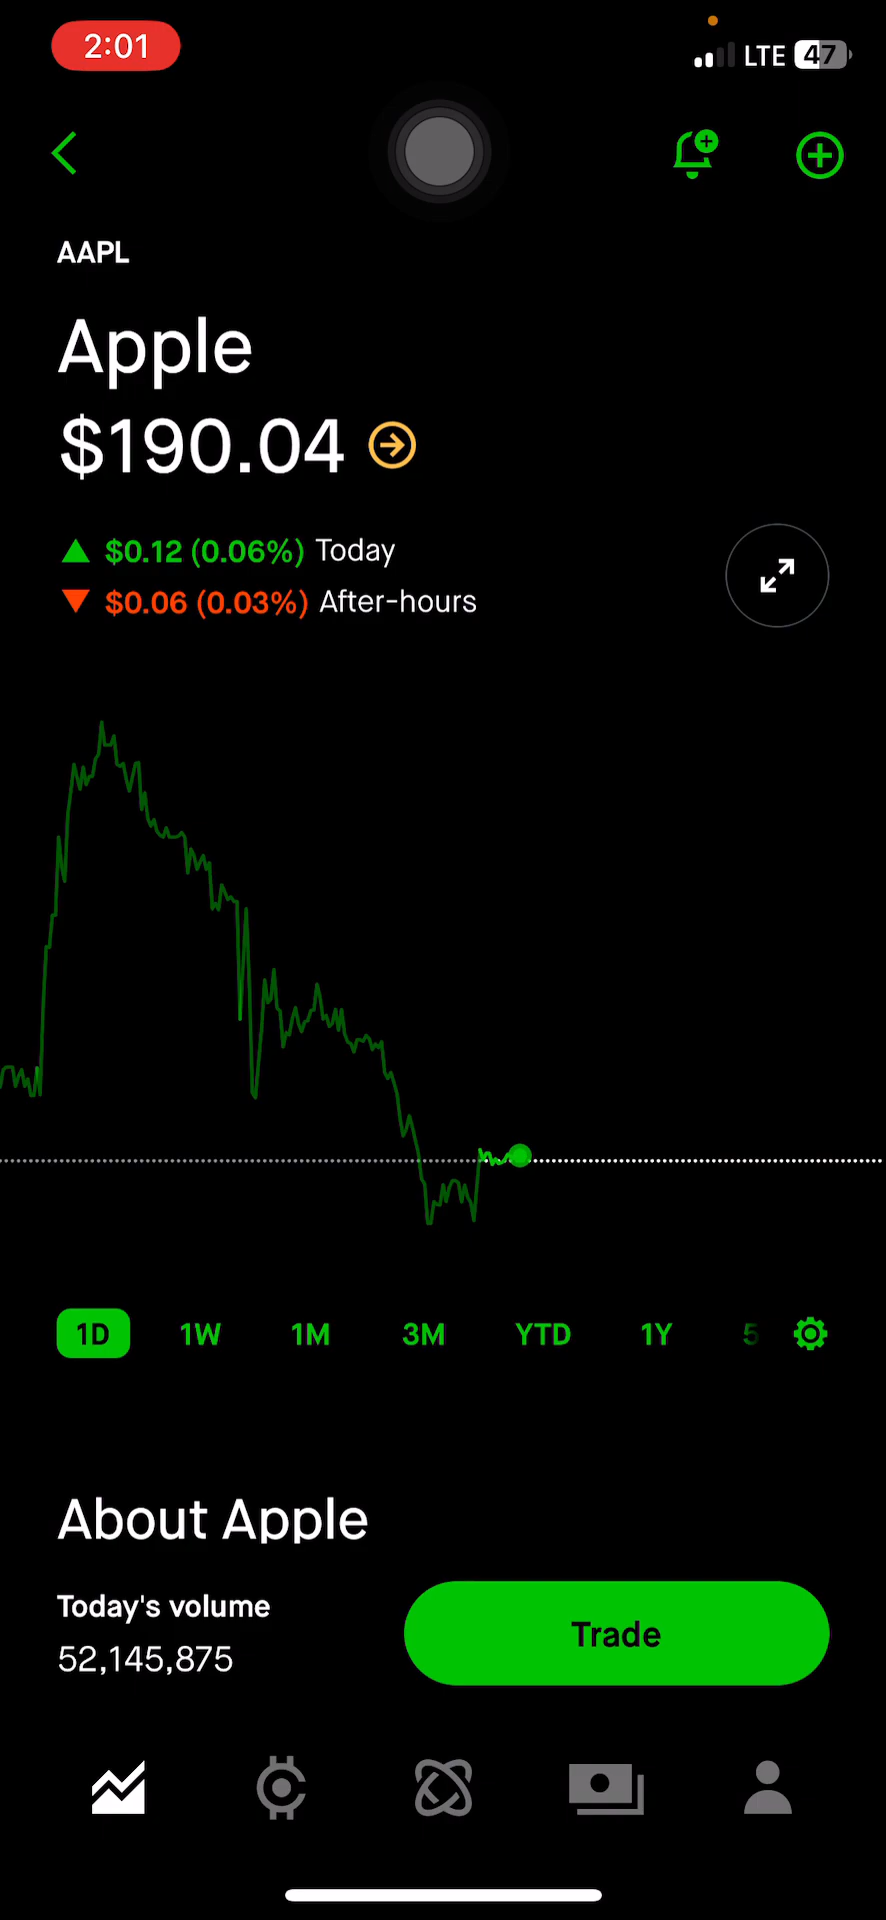 2:01
LTE 47
AAPL
Apple
$190.04
$0.12 (0.06%) Today
$0.06 (0.03%) After-hours
1D 1W 1M 3M YTD 1Y 5
About Apple
Today's volume
52,145,875
Trade